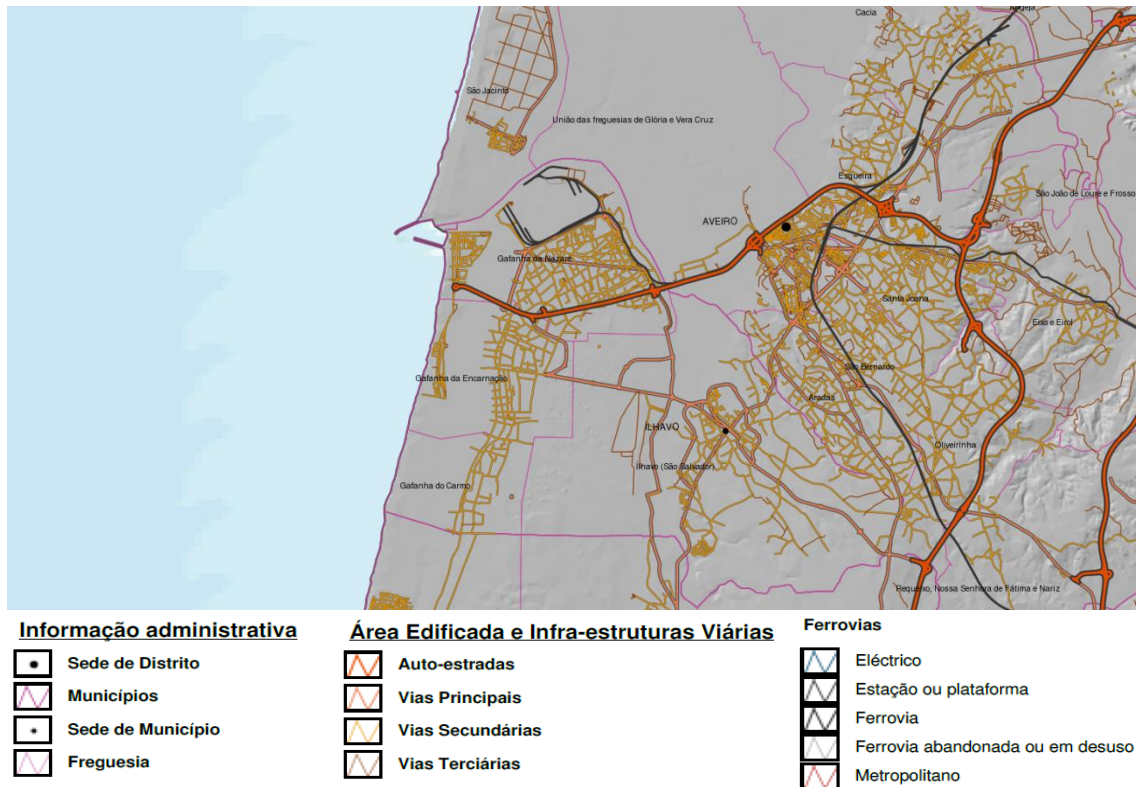 Cacia
Angeja
São Jacinto
União das freguesias de Glória e Vera Cruz
Esgueira
São João de Loure e Frosso
AVEIRO
Gafanha da Nazaré
Santa Joana
Eixo e Eirol
São Bernardo
Gafanha da Encarnação
Aradas
ÍLHAVO
Oliveirinha
Ílhavo (São Salvador)
Gafanha do Carmo
Requeixo, Nossa Senhora de Fátima e Nariz
Informação administrativa
Sede de Distrito
Municípios
Sede de Município
Freguesia
Área Edificada e Infra-estruturas Viárias
Auto-estradas
Vias Principais
Vias Secundárias
Vias Terciárias
Ferrovias
Eléctrico
Estação ou plataforma
Ferrovia
Ferrovia abandonada ou em desuso
Metropolitano